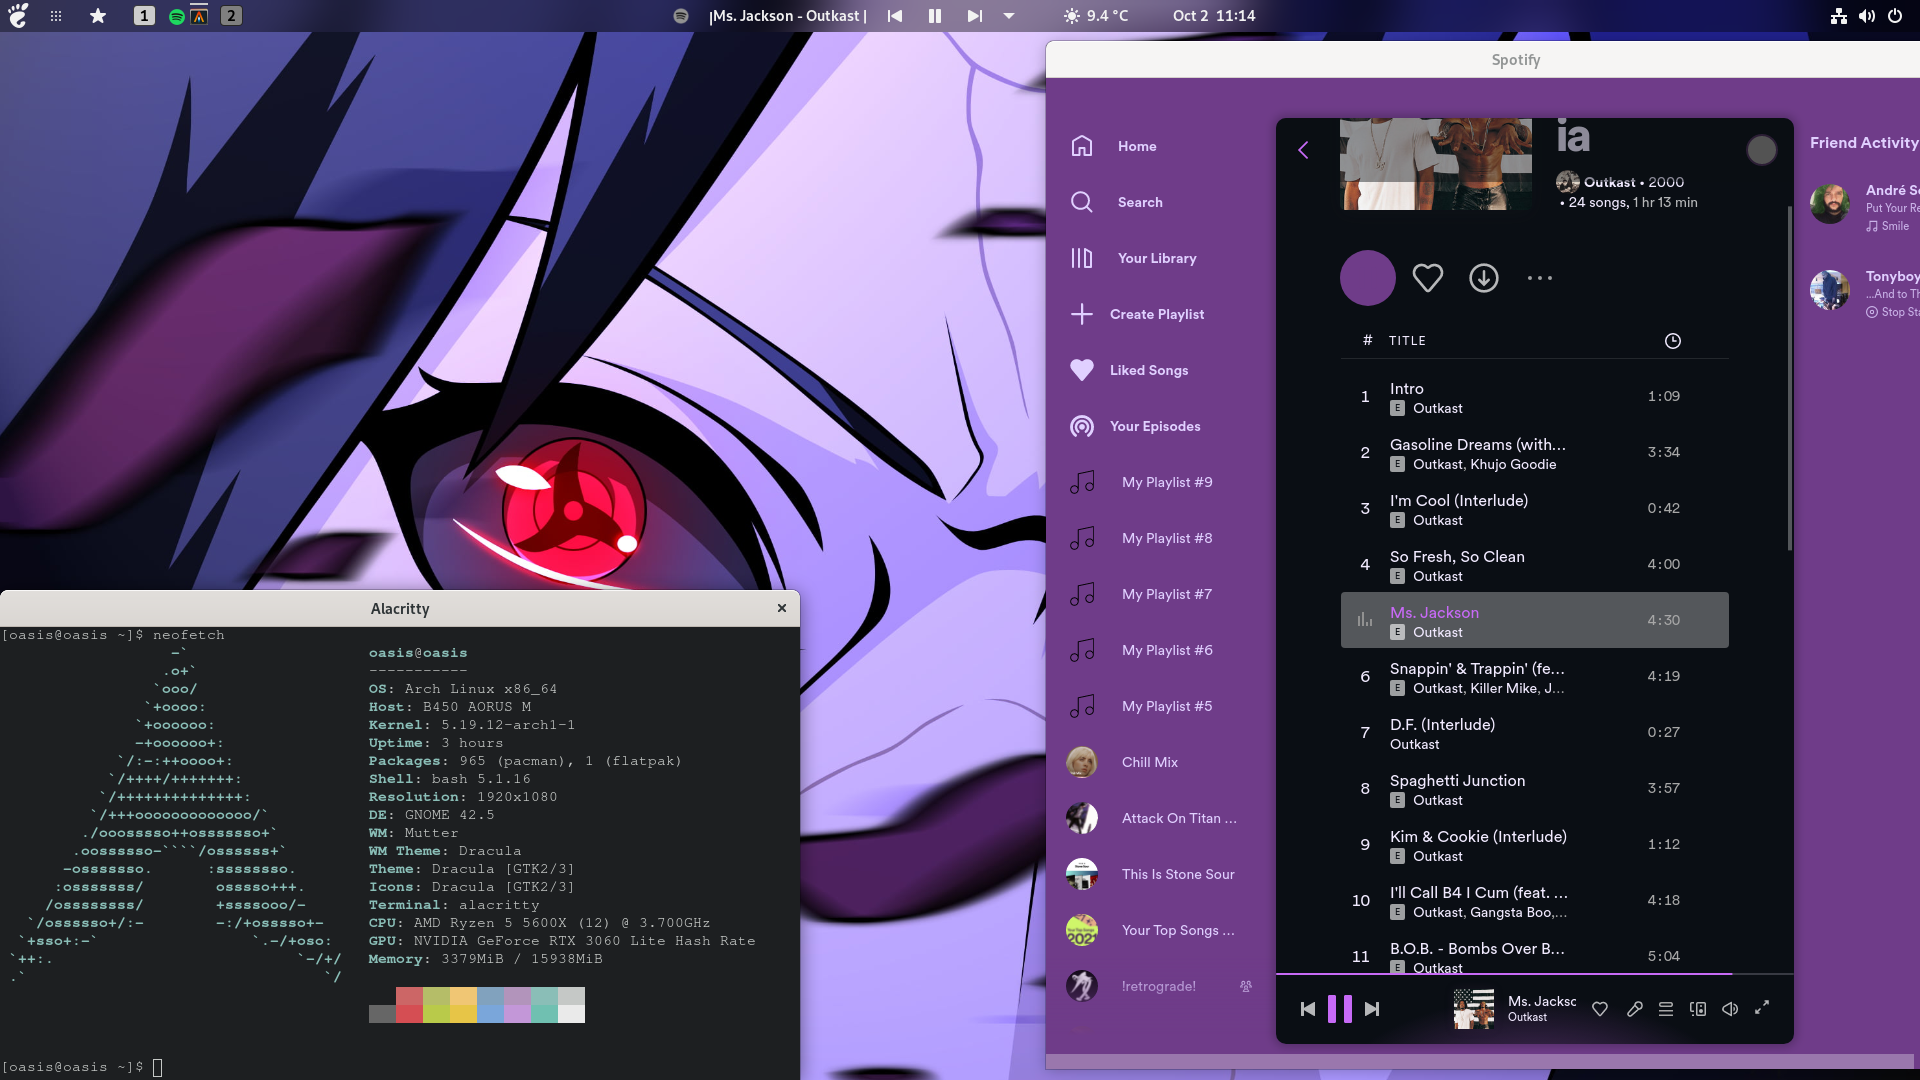 1
2
|Ms. Jackson - Outkast |
9.4 °C
Oct 2 11:14
Spotify
Home
Search
Your Library
Create Playlist
Liked Songs
Your Episodes
My Playlist #9
My Playlist #8
My Playlist #7
My Playlist #6
My Playlist #5
Chill Mix
Attack On Titan ...
This Is Stone Sour
Your Top Songs ...
!retrograde!
ia
Outkast • 2000
• 24 songs, 1 hr 13 min
# TITLE
1 Intro 1:09
E Outkast
2 Gasoline Dreams (with... 3:34
E Outkast, Khujo Goodie
3 I'm Cool (Interlude) 0:42
E Outkast
4 So Fresh, So Clean 4:00
E Outkast
Ms. Jackson 4:30
E Outkast
6 Snappin' & Trappin' (fe... 4:19
E Outkast, Killer Mike, J...
7 D.F. (Interlude) 0:27
Outkast
8 Spaghetti Junction 3:57
E Outkast
9 Kim & Cookie (Interlude) 1:12
E Outkast
10 I'll Call B4 I Cum (feat. ... 4:18
E Outkast, Gangsta Boo,...
11 B.O.B. - Bombs Over B... 5:04
E Outkast
Ms. Jacksc
Outkast
Friend Activity
André S
Put Your Re
Smile
Tonyboy
...And to Th
Stop Sta
Alacritty
[oasis@oasis ~]$ neofetch
oasis@oasis
-----------
OS: Arch Linux x86_64
Host: B450 AORUS M
Kernel: 5.19.12-arch1-1
Uptime: 3 hours
Packages: 965 (pacman), 1 (flatpak)
Shell: bash 5.1.16
Resolution: 1920x1080
DE: GNOME 42.5
WM: Mutter
WM Theme: Dracula
Theme: Dracula [GTK2/3]
Icons: Dracula [GTK2/3]
Terminal: alacritty
CPU: AMD Ryzen 5 5600X (12) @ 3.700GHz
GPU: NVIDIA GeForce RTX 3060 Lite Hash Rate
Memory: 3379MiB / 15938MiB
[oasis@oasis ~]$